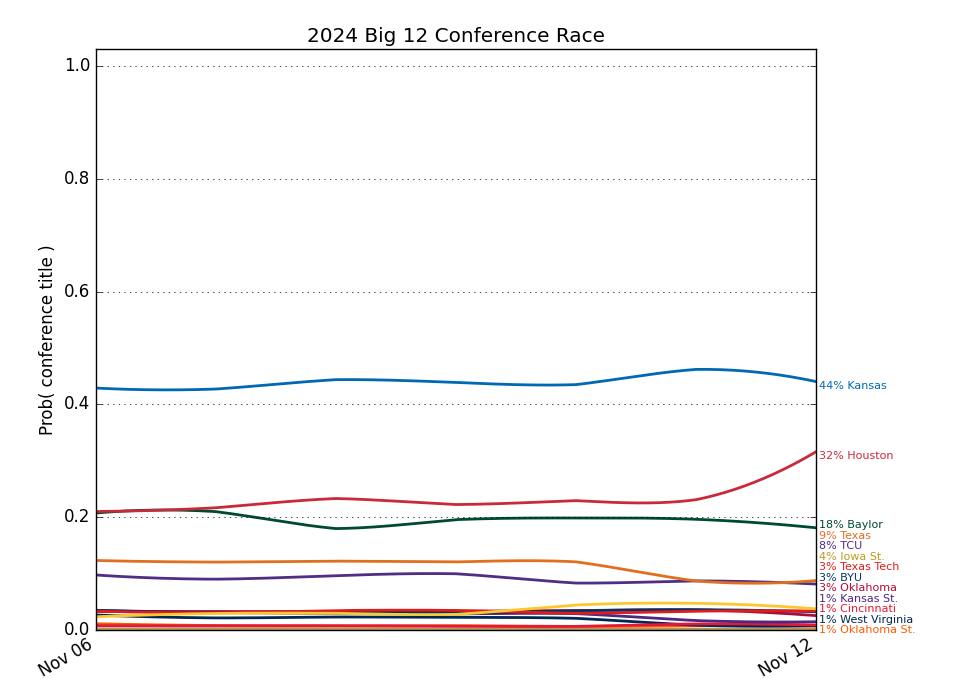 2024 Big 12 Conference Race
Prob( conference title )
1.0
0.8
0.6
0.4
0.2
0.0
Nov 06
Nov 12
44% Kansas
32% Houston
18% Baylor
9% Texas
8% TCU
4% Iowa St.
3% Texas Tech
3% BYU
3% Oklahoma
1% Kansas St.
1% Cincinnati
1% West Virginia
1% Oklahoma St.